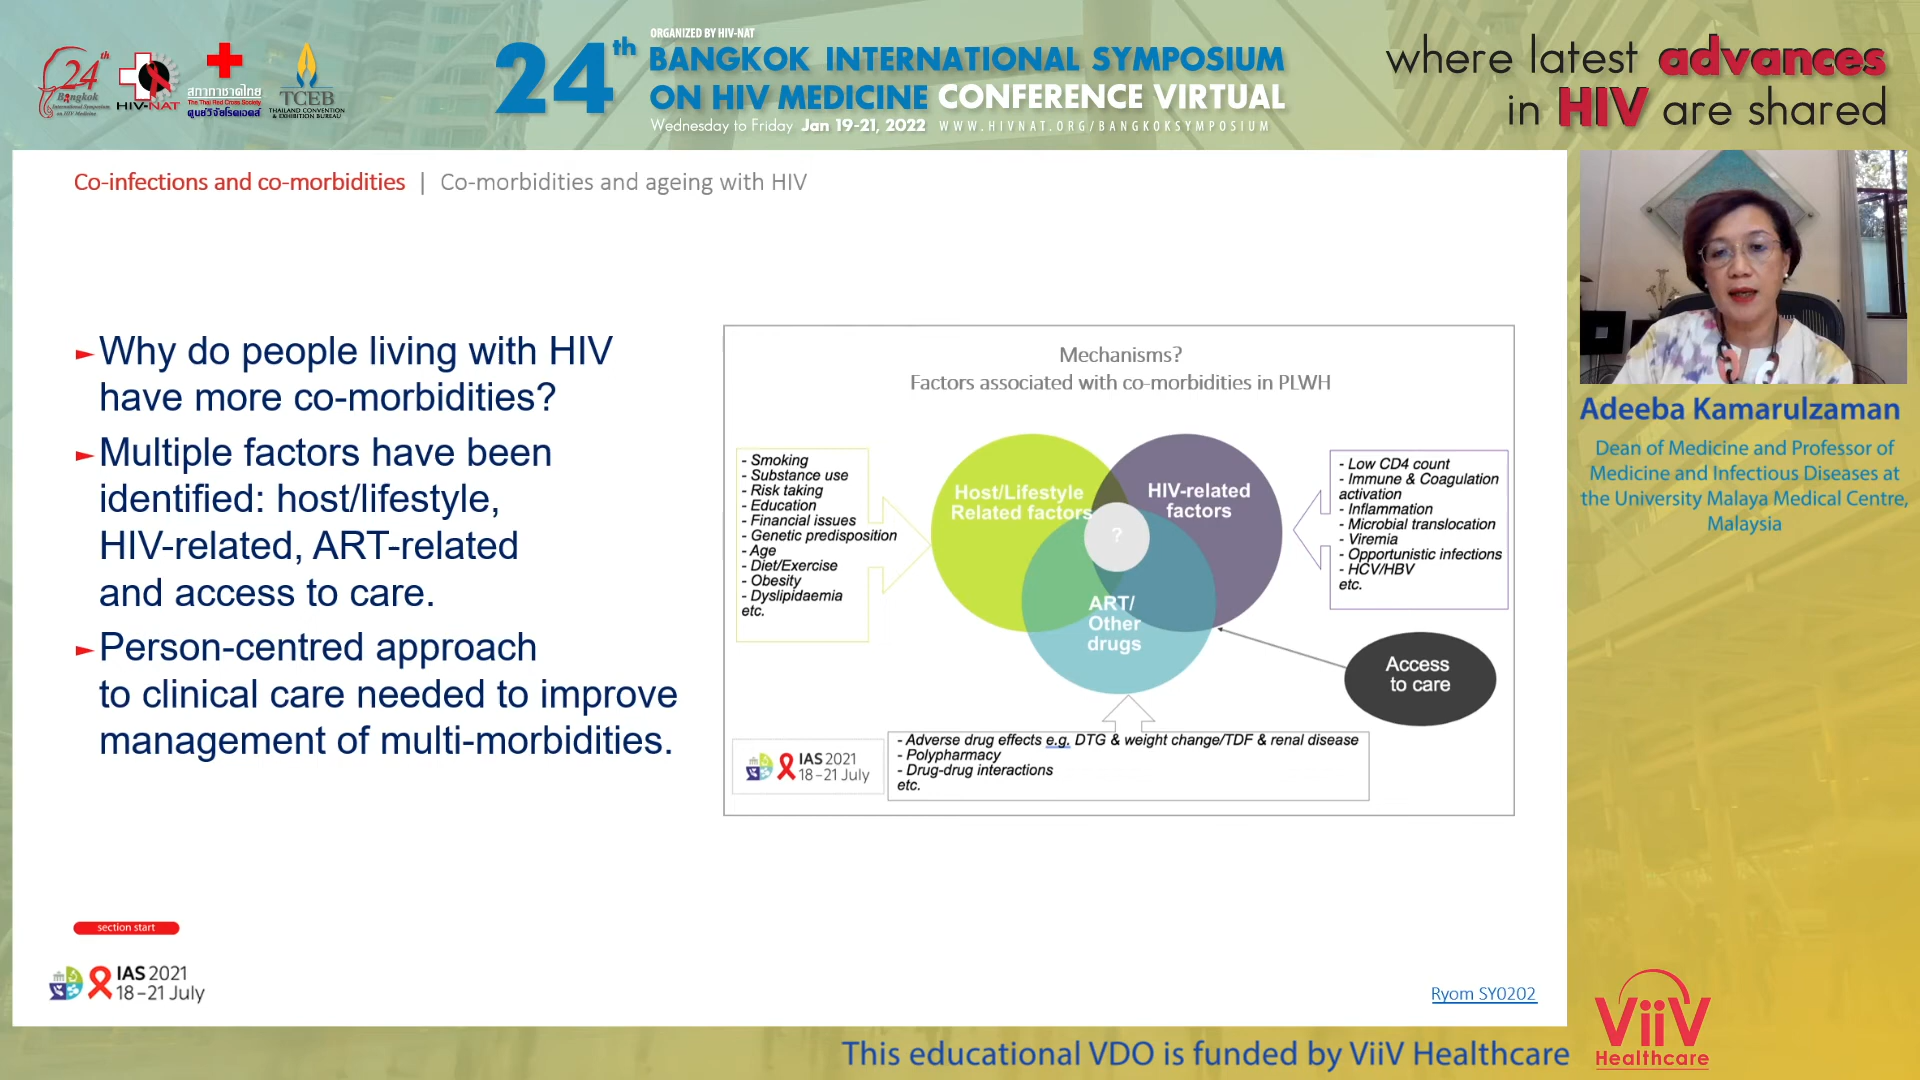 24th
Bangkok
International Symposium
on HIV Medicine
HIV-NAT
สภากาชาดไทย
The Thai Red Cross Society
ศูนย์วิจัยโรคเอดส์
TCEB
THAILAND CONVENTION
& EXHIBITION BUREAU
ORGANIZED BY HIV-NAT
24th BANGKOK INTERNATIONAL SYMPOSIUM
ON HIV MEDICINE CONFERENCE VIRTUAL
Wednesday to Friday Jan 19-21, 2022 WWW.HIVNAT.ORG/BANGKOKSYMPOSIUM
where latest advances
in HIV are shared
Co-infections and co-morbidities | Co-morbidities and ageing with HIV
►Why do people living with HIV
have more co-morbidities?
►Multiple factors have been
identified: host/lifestyle,
HIV-related, ART-related
and access to care.
►Person-centred approach
to clinical care needed to improve
management of multi-morbidities.
Mechanisms?
Factors associated with co-morbidities in PLWH
- Smoking
- Substance use
- Risk taking
- Education
- Financial issues
- Genetic predisposition
- Age
- Diet/Exercise
- Obesity
- Dyslipidaemia
etc.
Host/Lifestyle
Related factors
HIV-related
factors
?
ART/
Other
drugs
- Low CD4 count
- Immune & Coagulation
activation
- Inflammation
- Microbial translocation
- Viremia
- Opportunistic infections
- HCV/HBV
etc.
Access
to care
- Adverse drug effects e.g. DTG & weight change/TDF & renal disease
- Polypharmacy
- Drug-drug interactions
etc.
IAS 2021
18–21 July
section start
IAS 2021
18–21 July
Ryom SY0202
Adeeba Kamarulzaman
Dean of Medicine and Professor of
Medicine and Infectious Diseases at
the University Malaya Medical Centre,
Malaysia
This educational VDO is funded by ViiV Healthcare
ViiV
Healthcare